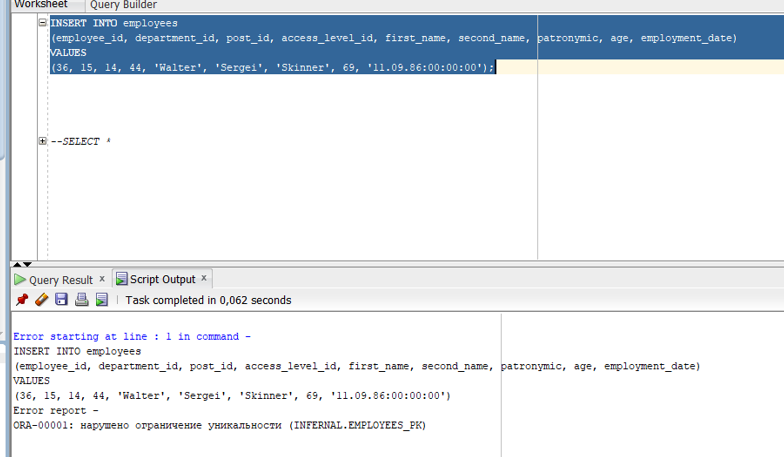 Worksheet Query Builder
INSERT INTO employees
(employee_id, department_id, post_id, access_level_id, first_name, second_name, patronymic, age, employment_date)
VALUES
(36, 15, 14, 44, 'Walter', 'Sergei', 'Skinner', 69, '11.09.86:00:00:00');
--SELECT *
Query Result x Script Output x
Task completed in 0,062 seconds
Error starting at line : 1 in command -
INSERT INTO employees
(employee_id, department_id, post_id, access_level_id, first_name, second_name, patronymic, age, employment_date)
VALUES
(36, 15, 14, 44, 'Walter', 'Sergei', 'Skinner', 69, '11.09.86:00:00:00')
Error report -
ORA-00001: нарушено ограничение уникальности (INFERNAL.EMPLOYEES_PK)